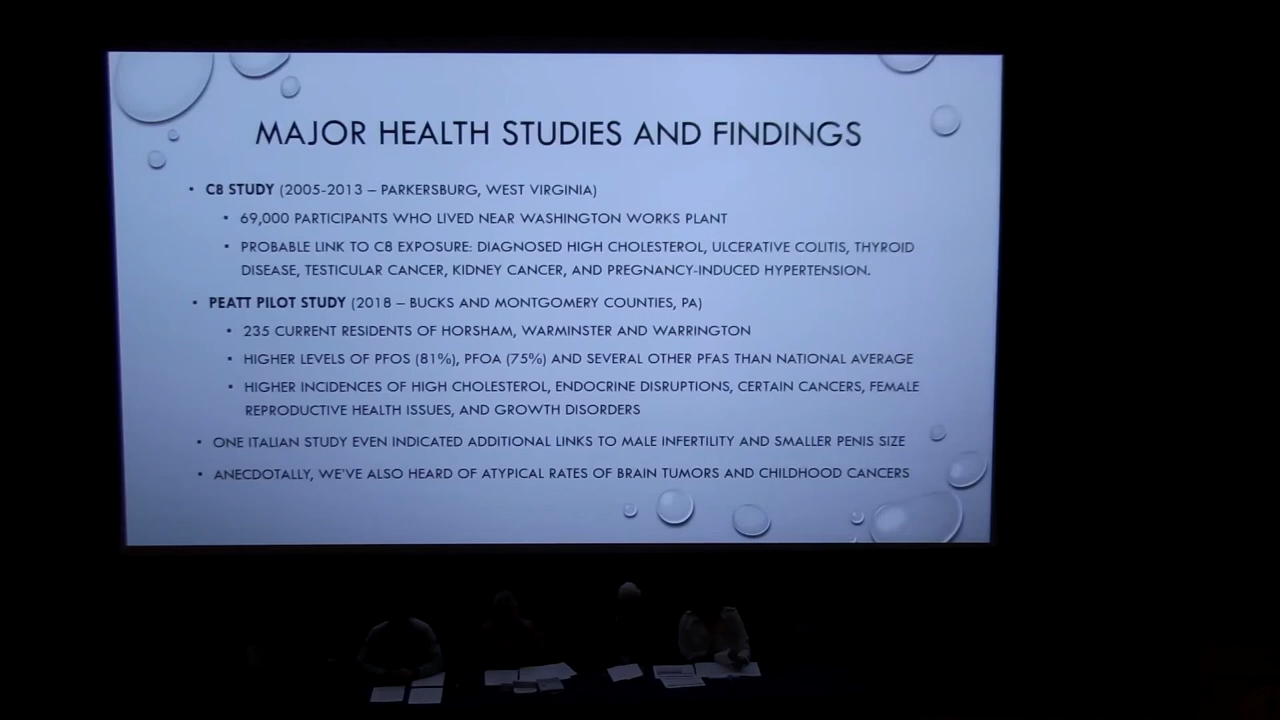 MAJOR HEALTH STUDIES AND FINDINGS
• C8 STUDY (2005-2013 – PARKERSBURG, WEST VIRGINIA)
• 69,000 PARTICIPANTS WHO LIVED NEAR WASHINGTON WORKS PLANT
• PROBABLE LINK TO C8 EXPOSURE: DIAGNOSED HIGH CHOLESTEROL, ULCERATIVE COLITIS, THYROID
DISEASE, TESTICULAR CANCER, KIDNEY CANCER, AND PREGNANCY-INDUCED HYPERTENSION.
• PEATT PILOT STUDY (2018 – BUCKS AND MONTGOMERY COUNTIES, PA)
• 235 CURRENT RESIDENTS OF HORSHAM, WARMINSTER AND WARRINGTON
• HIGHER LEVELS OF PFOS (81%), PFOA (75%) AND SEVERAL OTHER PFAS THAN NATIONAL AVERAGE
• HIGHER INCIDENCES OF HIGH CHOLESTEROL, ENDOCRINE DISRUPTIONS, CERTAIN CANCERS, FEMALE
REPRODUCTIVE HEALTH ISSUES, AND GROWTH DISORDERS
• ONE ITALIAN STUDY EVEN INDICATED ADDITIONAL LINKS TO MALE INFERTILITY AND SMALLER PENIS SIZE
• ANECDOTALLY, WE'VE ALSO HEARD OF ATYPICAL RATES OF BRAIN TUMORS AND CHILDHOOD CANCERS